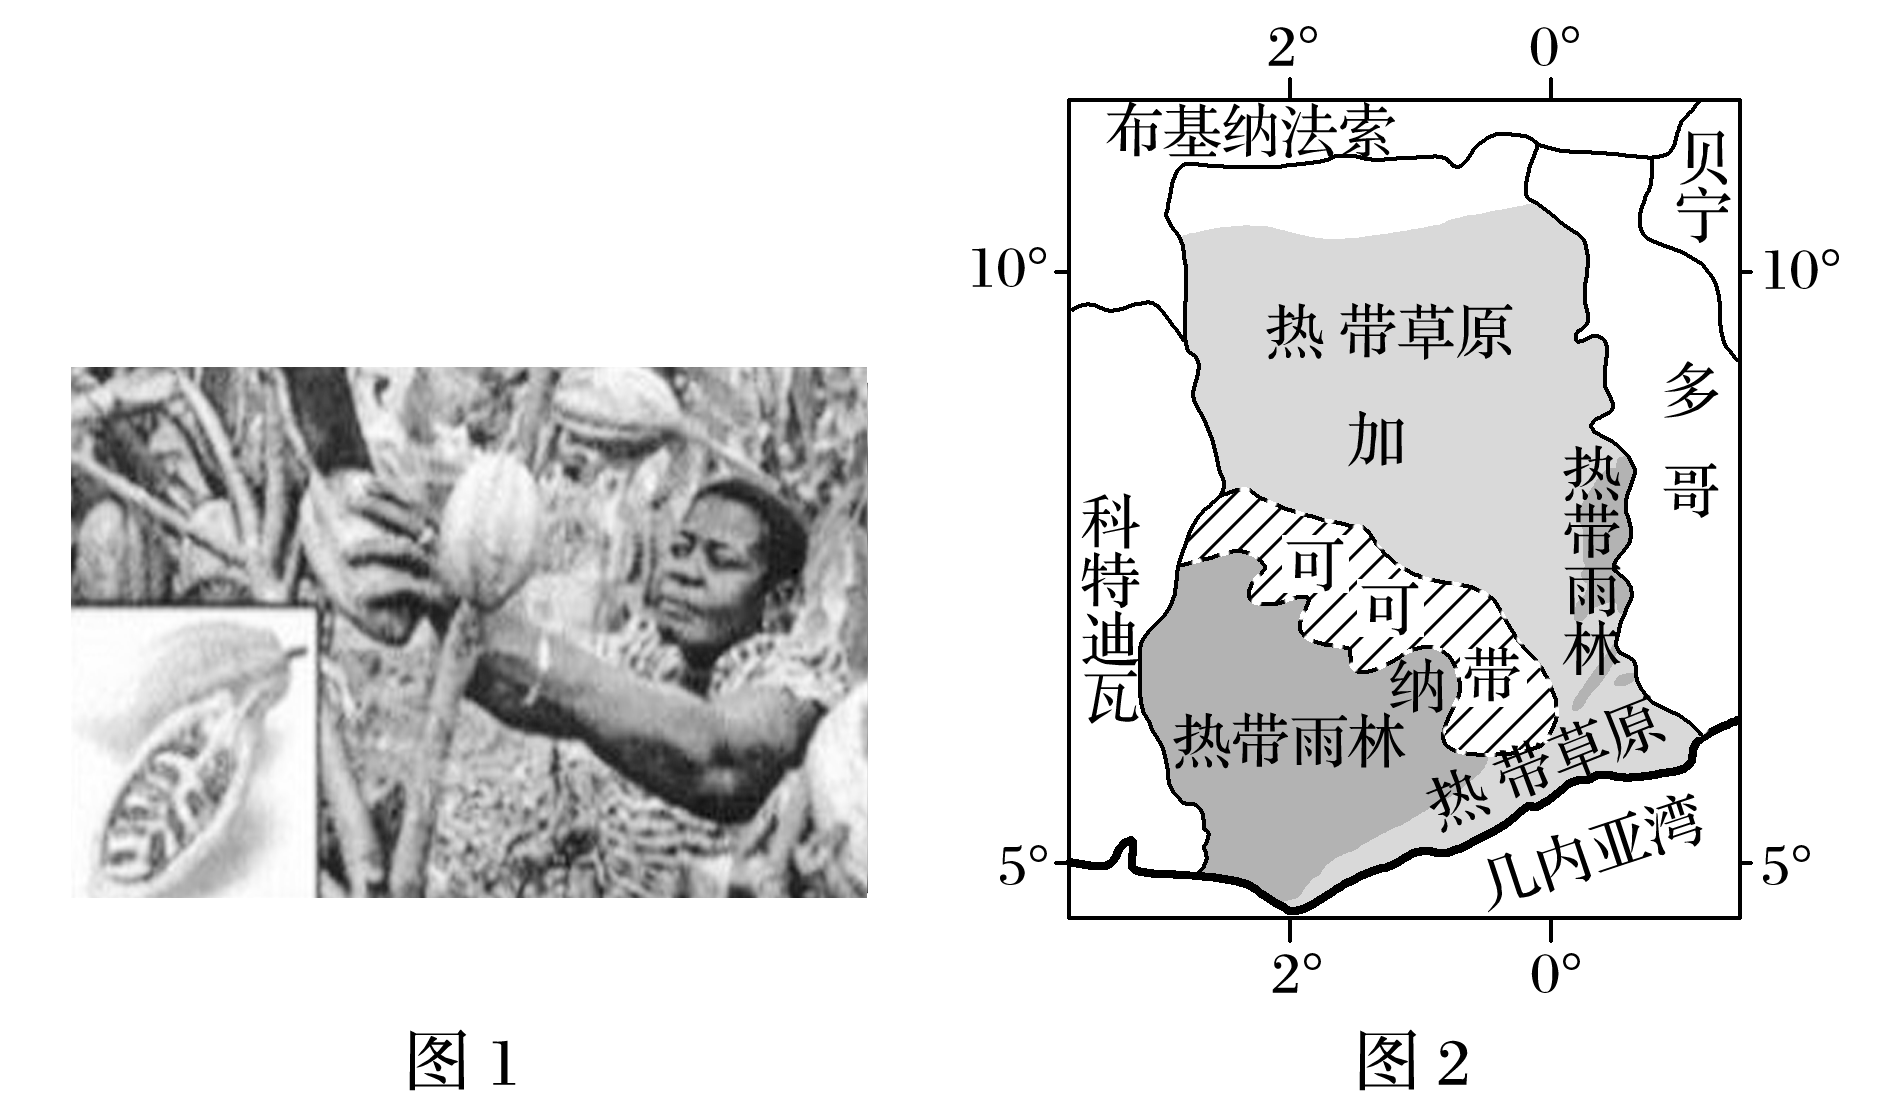 2° 0°
布基纳法索
贝宁
10° 10°
热带草原
加
多哥
热带雨林
科特迪瓦
可可带
纳
热带雨林
热带草原
几内亚湾
5° 5°
2° 0°
图 1
图 2